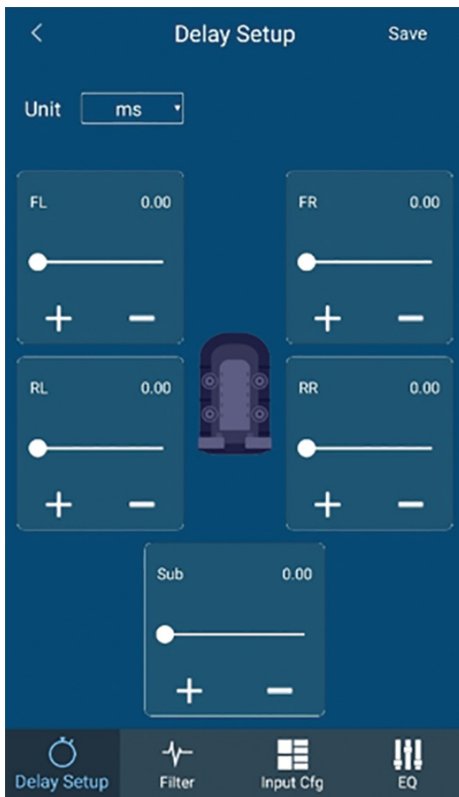 Delay Setup Save
Unit ms
FL 0.00
FR 0.00
RL 0.00
RR 0.00
Sub 0.00
Delay Setup Filter Input Cfg EQ